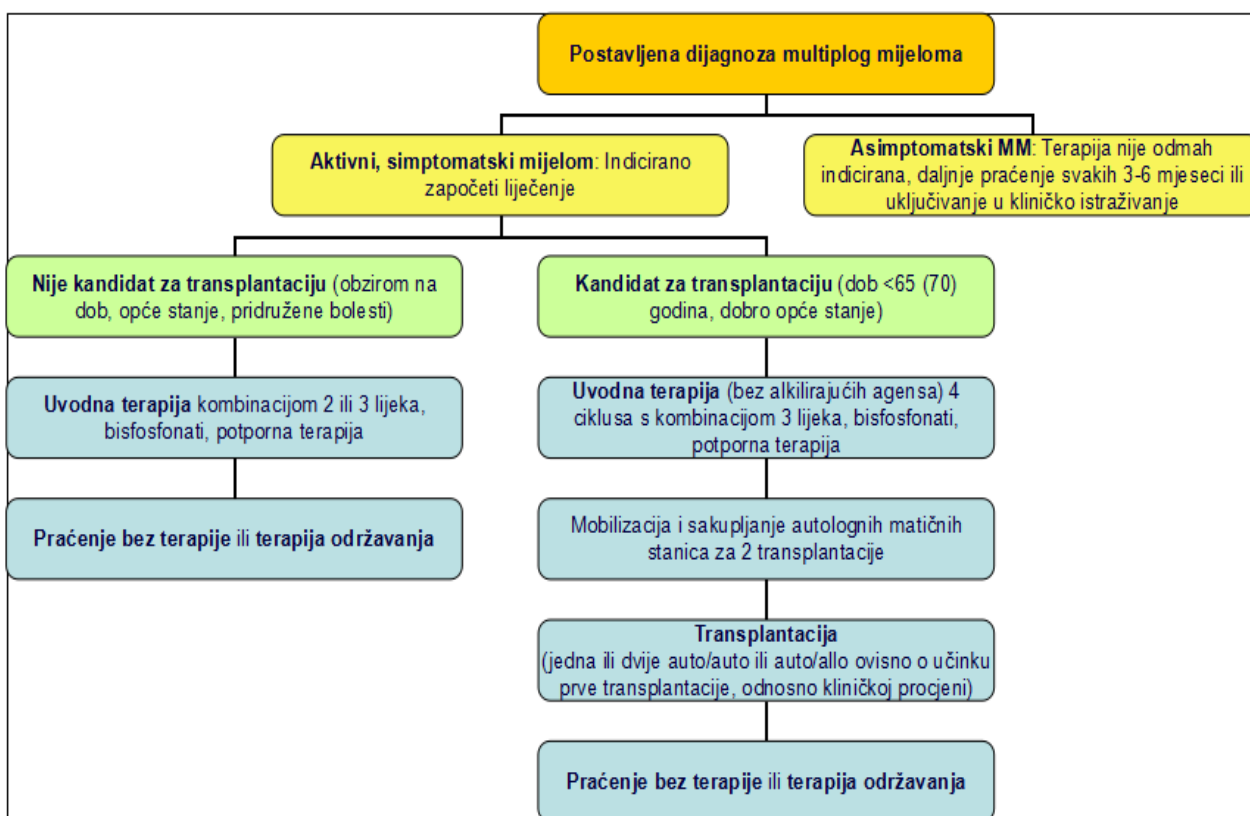 Postavljena dijagnoza multiplog mijeloma
Aktivni, simptomatski mijelom: Indicirano
započeti liječenje
Asimptomatski MM: Terapija nije odmah
indicirana, daljnje praćenje svakih 3-6 mjeseci ili
uključivanje u kliničko istraživanje
Nije kandidat za transplantaciju (obzirom na
dob, opće stanje, pridružene bolesti)
Kandidat za transplantaciju (dob <65 (70)
godina, dobro opće stanje)
Uvodna terapija kombinacijom 2 ili 3 lijeka,
bisfosfonati, potporna terapija
Uvodna terapija (bez alkilirajućih agensa) 4
ciklusa s kombinacijom 3 lijeka, bisfosfonati,
potporna terapija
Praćenje bez terapije ili terapija održavanja
Mobilizacija i sakupljanje autolognih matičnih
stanica za 2 transplantacije
Transplantacija
(jedna ili dvije auto/auto ili auto/allo ovisno o učinku
prve transplantacije, odnosno kliničkoj procjeni)
Praćenje bez terapije ili terapija održavanja